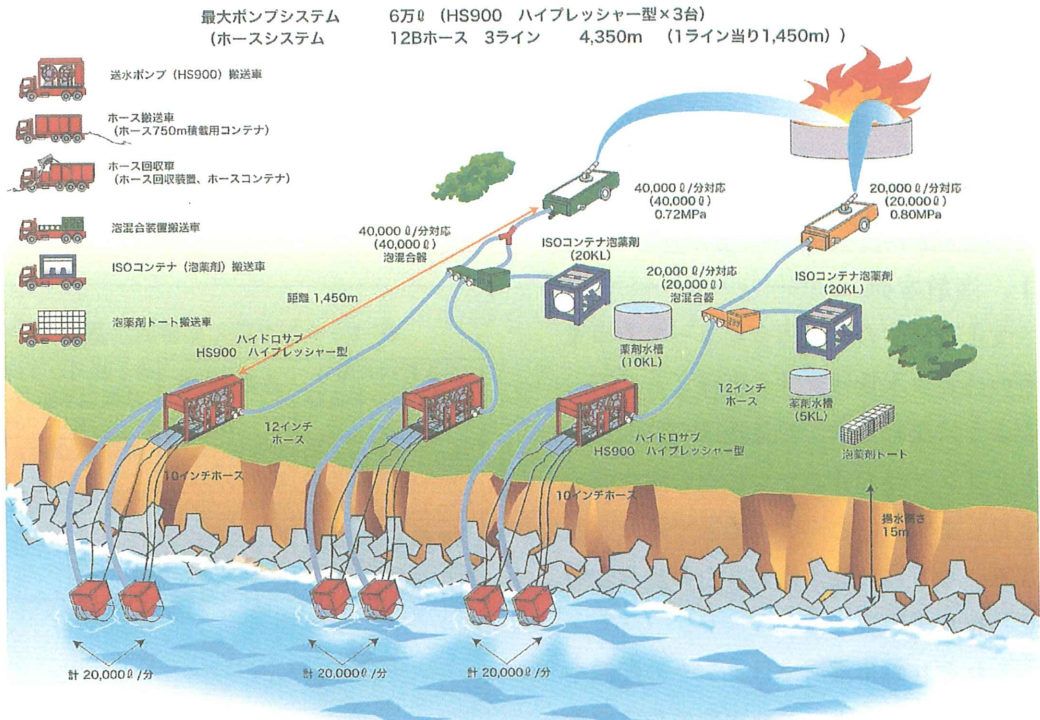 最大ポンプシステム 6万ℓ (HS900 ハイプレッシャー型×3台)
(ホースシステム 12Bホース 3ライン 4,350m (1ライン当り1,450m) )
送水ポンプ (HS900) 搬送車
ホース搬送車
(ホース750m積載用コンテナ)
ホース回収車
(ホース回収装置、ホースコンテナ)
泡混合装置搬送車
ISOコンテナ (泡薬剤) 搬送車
泡薬剤トート搬送車
40,000ℓ/分対応
(40,000ℓ)
0.72MPa
20,000ℓ/分対応
(20,000ℓ)
0.80MPa
40,000ℓ/分対応
(40,000ℓ)
泡混合器
ISOコンテナ泡薬剤
(20KL)
20,000ℓ/分対応
(20,000ℓ)
泡混合器
ISOコンテナ泡薬剤
(20KL)
距離 1,450m
薬剤水槽
(10KL)
ハイドロサブ
HS900 ハイプレッシャー型
12インチ
ホース
薬剤水槽
(5KL)
12インチ
ホース
ハイドロサブ
HS900 ハイプレッシャー型
泡薬剤トート
10インチホース
10インチホース
揚水高さ
15m
計 20,000ℓ/分
計 20,000ℓ/分
計 20,000ℓ/分